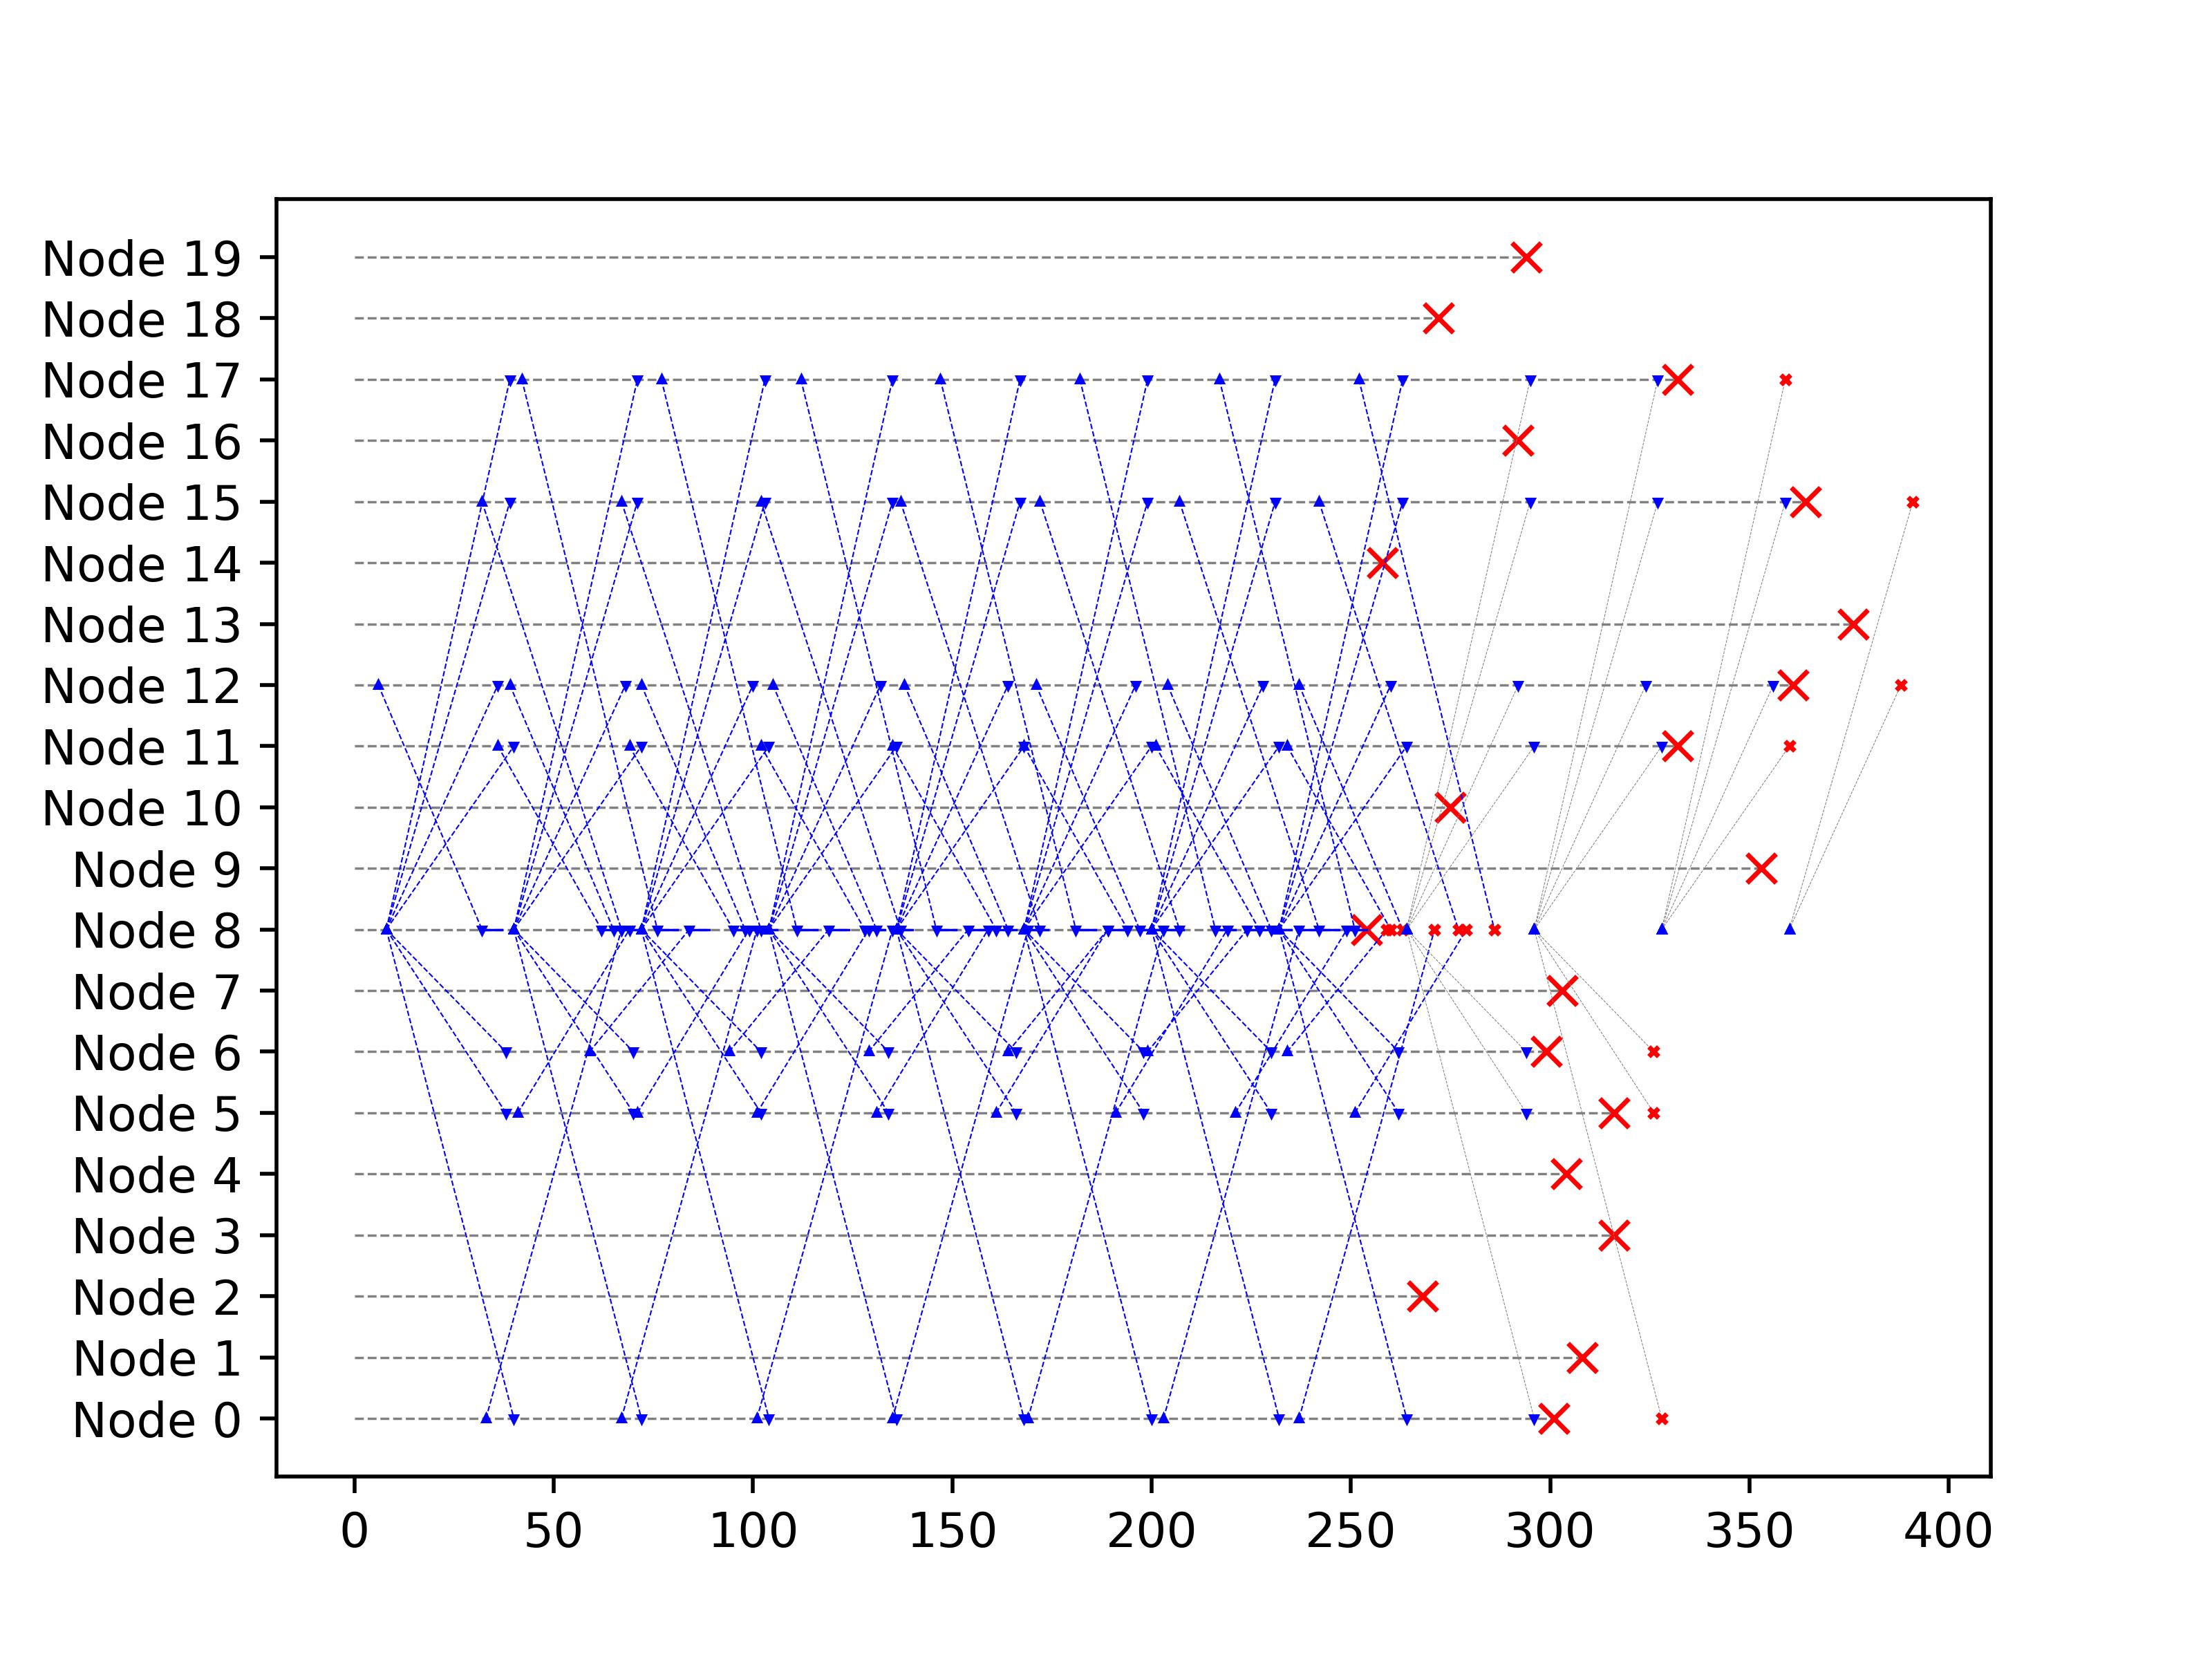 Node 19
Node 18
Node 17
Node 16
Node 15
Node 14
Node 13
Node 12
Node 11
Node 10
Node 9
Node 8
Node 7
Node 6
Node 5
Node 4
Node 3
Node 2
Node 1
Node 0
0 50 100 150 200 250 300 350 400